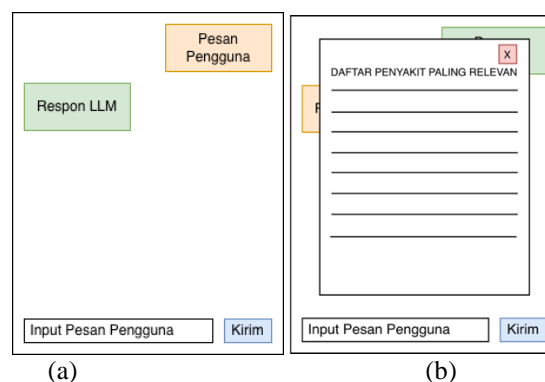 Pesan
Pengguna
Respon LLM
Input Pesan Pengguna
Kirim
(a)
X
DAFTAR PENYAKIT PALING RELEVAN
Input Pesan Pengguna
Kirim
(b)